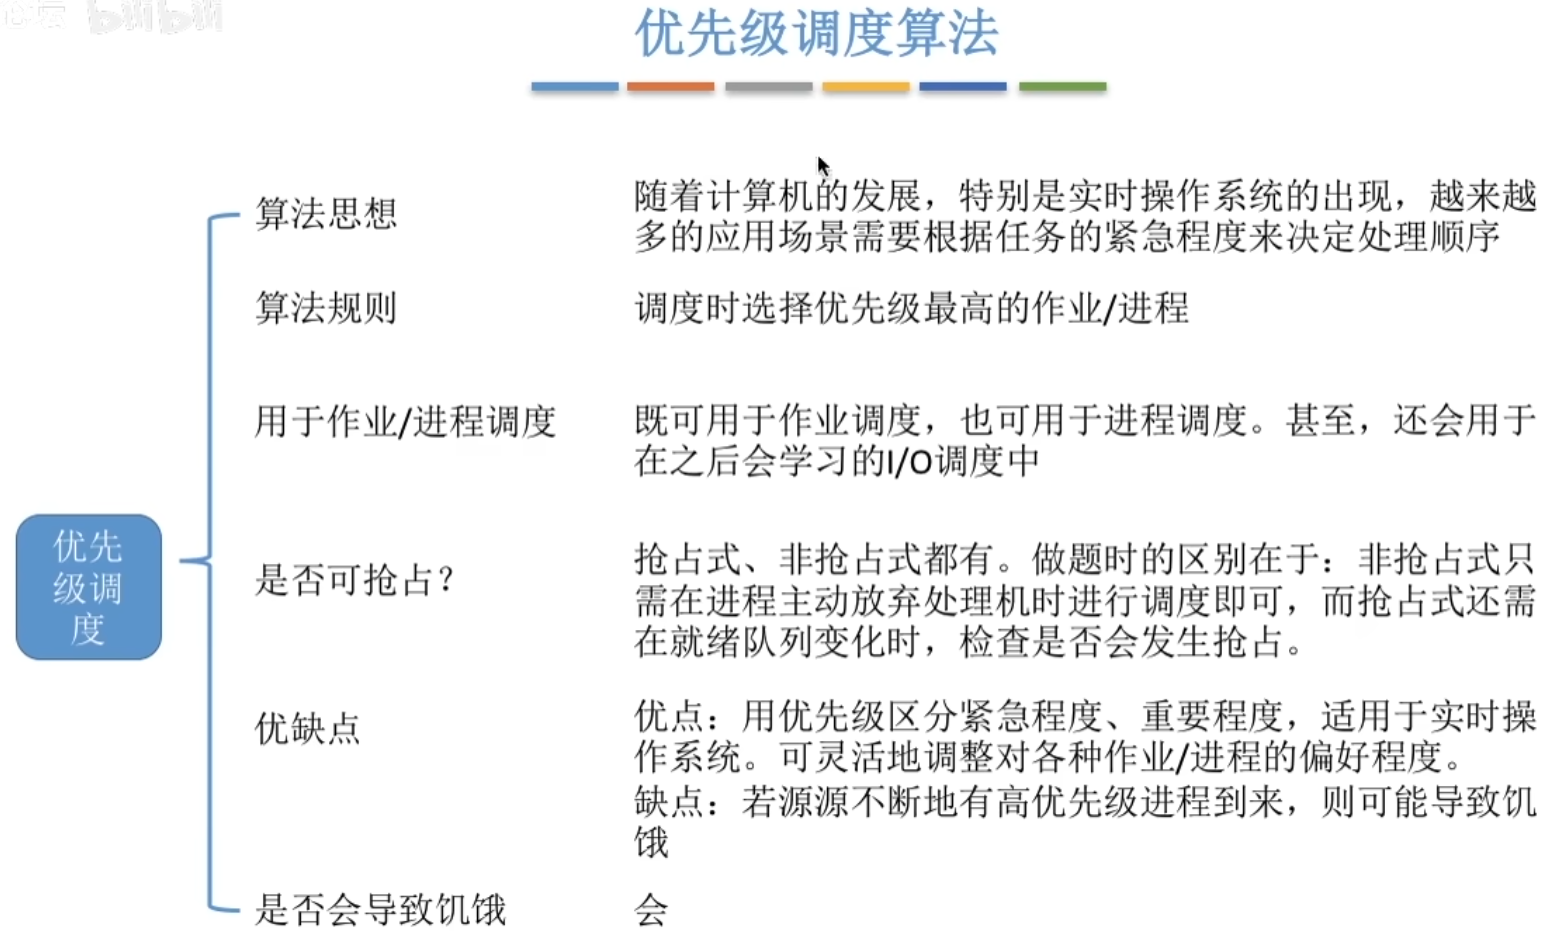 bilibili
优先级调度算法
算法思想
随着计算机的发展，特别是实时操作系统的出现，越来越
多的应用场景需要根据任务的紧急程度来决定处理顺序
算法规则
调度时选择优先级最高的作业/进程
用于作业/进程调度
既可用于作业调度，也可用于进程调度。甚至，还会用于
在之后会学习的I/O调度中
优先
级调
度
是否可抢占？
抢占式、非抢占式都有。做题时的区别在于：非抢占式只
需在进程主动放弃处理机时进行调度即可，而抢占式还需
在就绪队列变化时，检查是否会发生抢占。
优缺点
优点：用优先级区分紧急程度、重要程度，适用于实时操
作系统。可灵活地调整对各种作业/进程的偏好程度。
缺点：若源源不断地有高优先级进程到来，则可能导致饥
饿
是否会导致饥饿
会